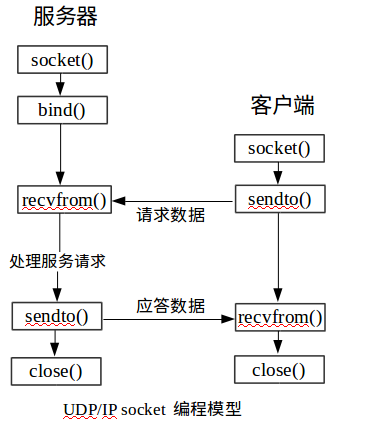 服务器
socket()
bind()
recvfrom()
处理服务请求
sendto()
close()
客户端
socket()
sendto()
recvfrom()
close()
请求数据
应答数据
UDP/IP socket 编程模型